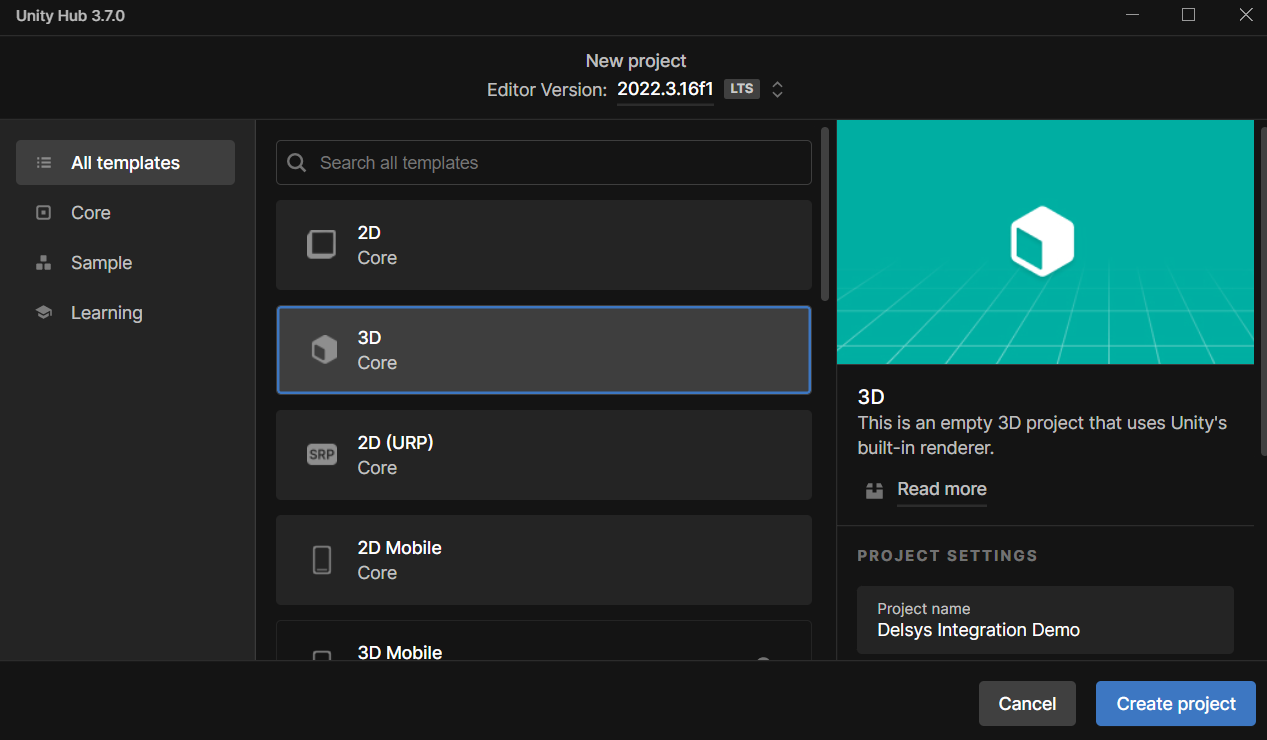 Unity Hub 3.7.0
New project
Editor Version: 2022.3.16f1 LTS
All templates
Core
Sample
Learning
Search all templates
2D
Core
3D
Core
SRP
2D (URP)
Core
2D Mobile
Core
3D Mobile
3D
This is an empty 3D project that uses Unity's
built-in renderer.
Read more
PROJECT SETTINGS
Project name
Delsys Integration Demo
Cancel
Create project